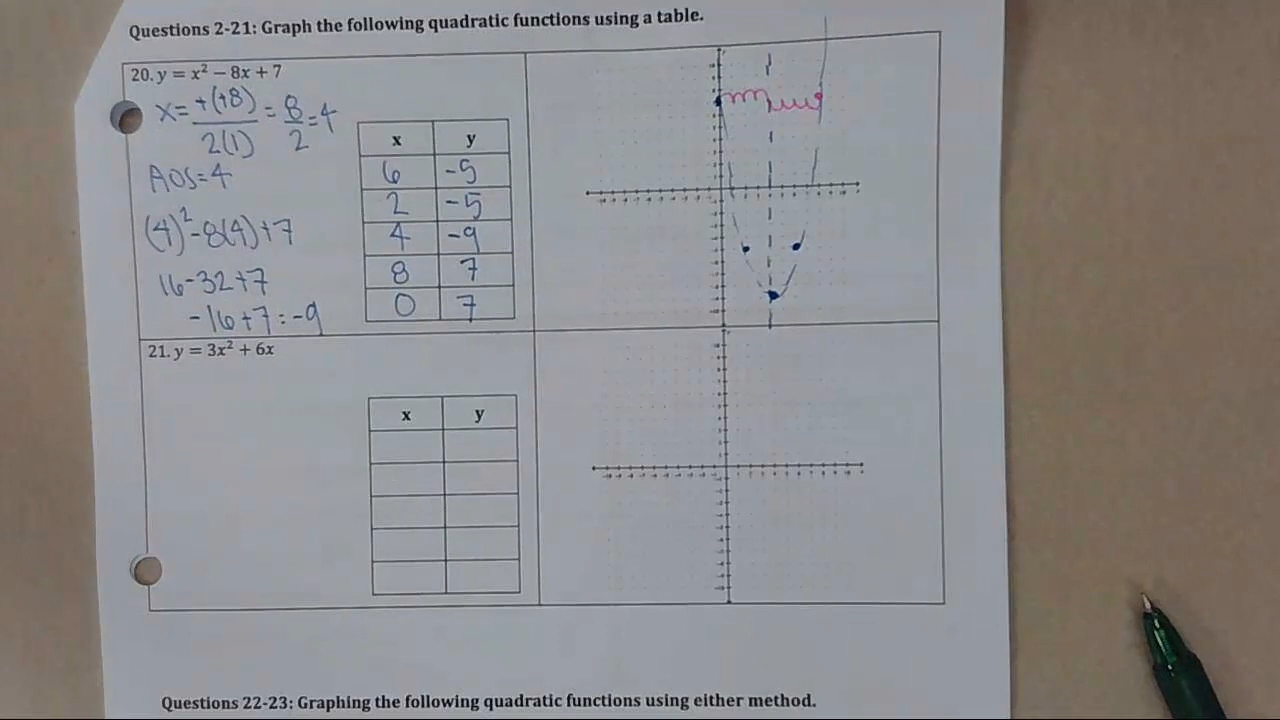 Questions 2-21: Graph the following quadratic functions using a table.
20. y = x² − 8x + 7
x = +(+8) / 2(1) = 8/2 = 4
AOS = 4
(4)² - 8(4) + 7
16 - 32 + 7
-16 + 7 = -9
x y
6 -5
2 -5
4 -9
8 7
0 7
21. y = 3x² + 6x
x y
Questions 22-23: Graphing the following quadratic functions using either method.